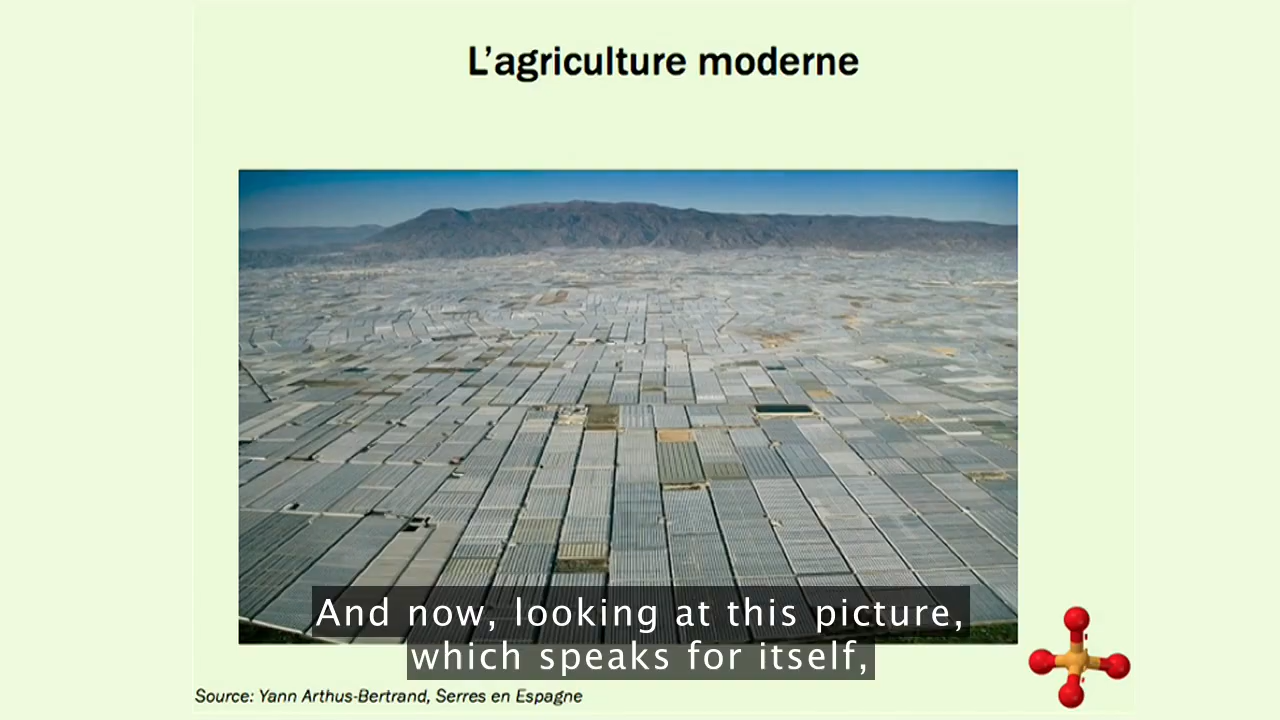 L’agriculture moderne
And now, looking at this picture,
which speaks for itself,
Source: Yann Arthus-Bertrand, Serres en Espagne